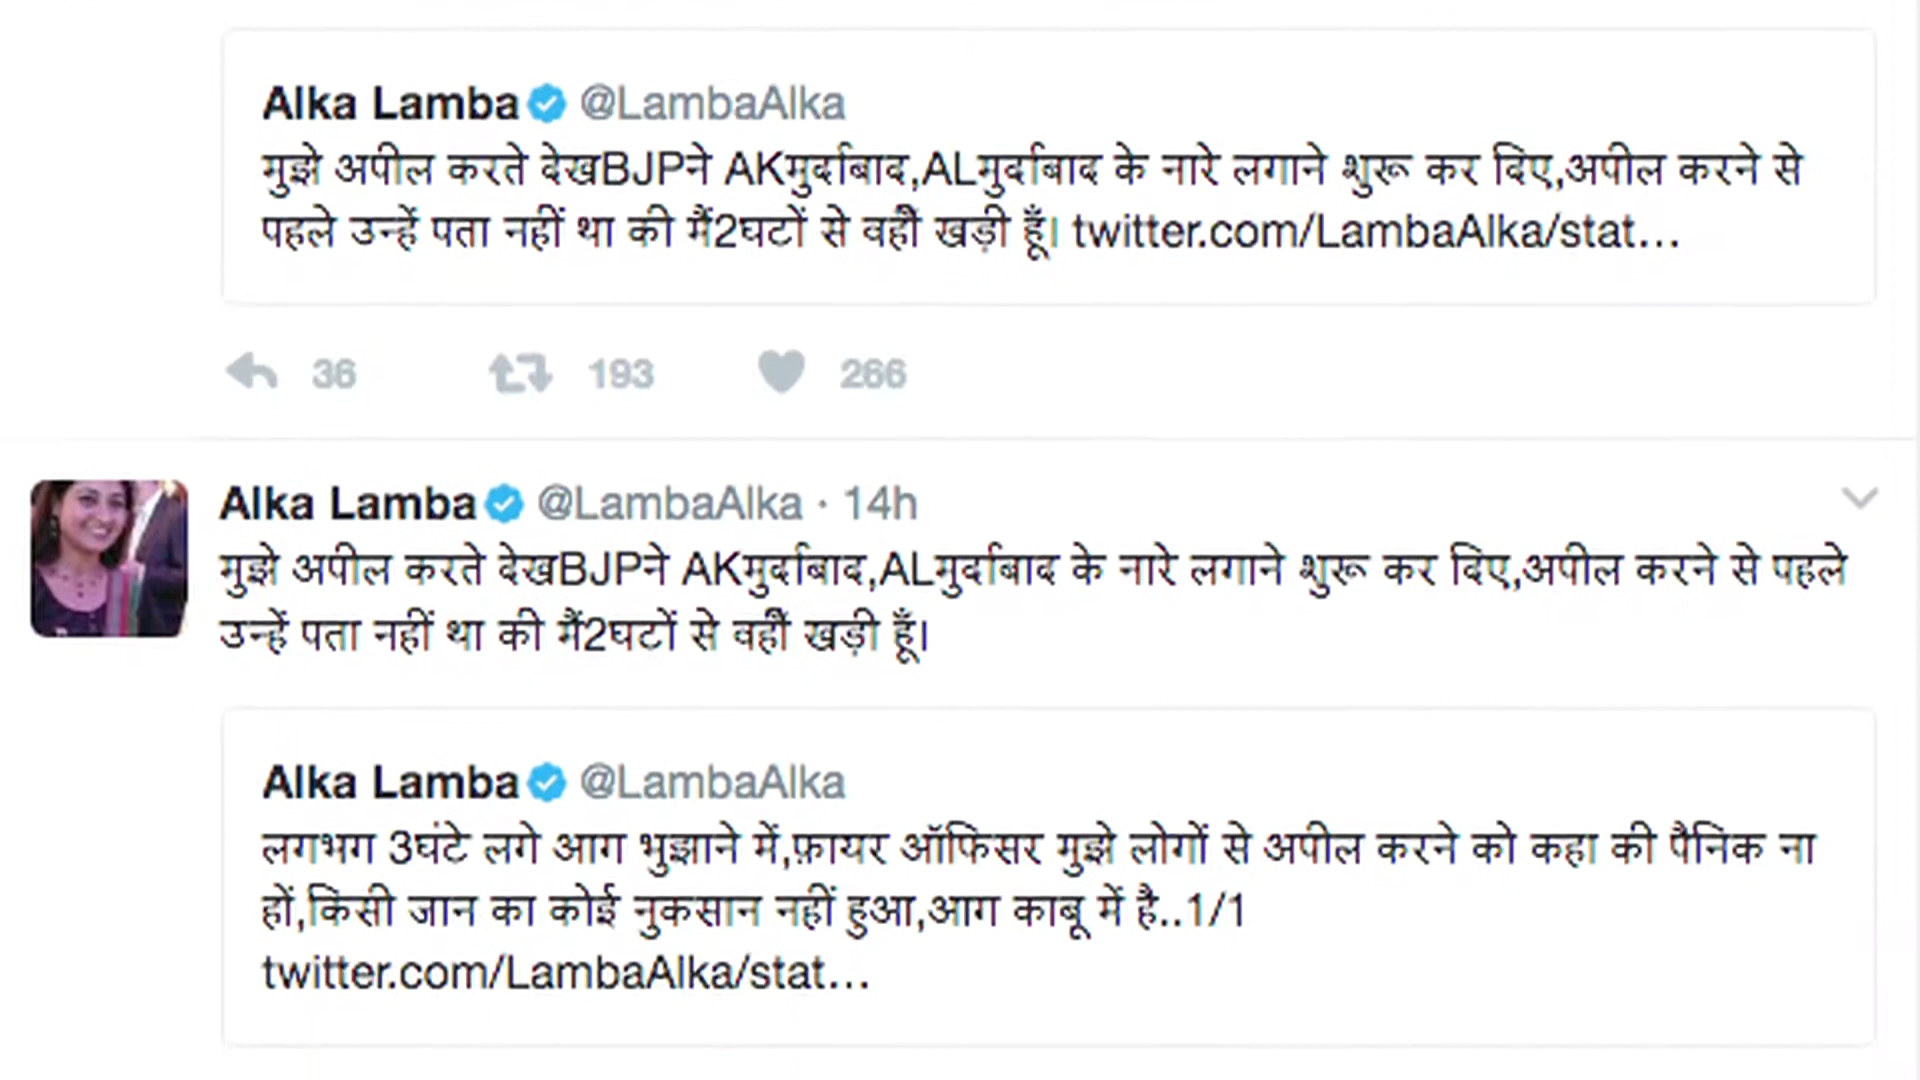 Alka Lamba @LambaAlka
मुझे अपील करते देखBJPने AKमुर्दाबाद,ALमुर्दाबाद के नारे लगाने शुरू कर दिए,अपील करने से
पहले उन्हें पता नहीं था की मैं2घटों से वहीं खड़ी हूँ। twitter.com/LambaAlka/stat...
36 193 266
Alka Lamba @LambaAlka · 14h
मुझे अपील करते देखBJPने AKमुर्दाबाद,ALमुर्दाबाद के नारे लगाने शुरू कर दिए,अपील करने से पहले
उन्हें पता नहीं था की मैं2घटों से वहीं खड़ी हूँ।
Alka Lamba @LambaAlka
लगभग 3घंटे लगे आग भुझाने में,फ़ायर ऑफिसर मुझे लोगों से अपील करने को कहा की पैनिक ना
हों,किसी जान का कोई नुकसान नहीं हुआ,आग काबू में है..1/1
twitter.com/LambaAlka/stat...